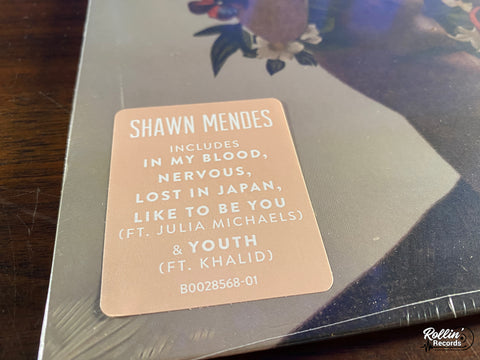 SHAWN MENDES
INCLUDES
IN MY BLOOD,
NERVOUS,
LOST IN JAPAN,
LIKE TO BE YOU
(FT. JULIA MICHAELS)
& YOUTH
(FT. KHALID)
B0028568-01
Rollin'
Records